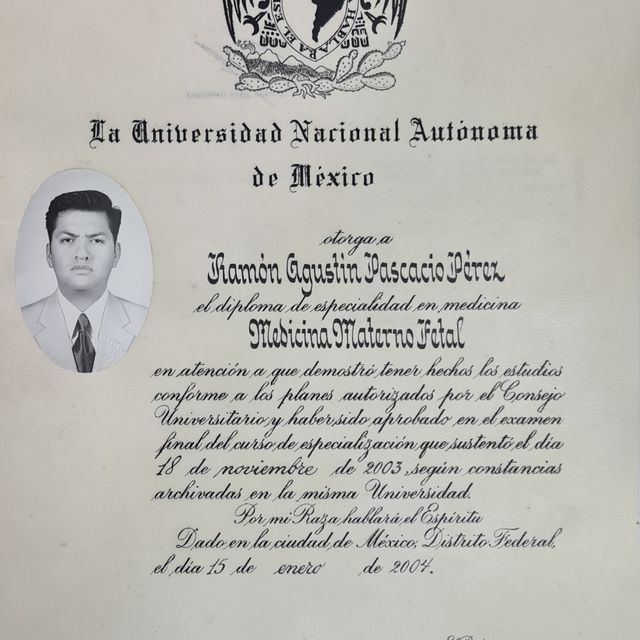 HABLARA EL ES
La Universidad Nacional Autónoma
de México
otorga a
Ramón Agustin Pascacio Pérez
el diploma de especialidad en medicina
Medicina Materno Fetal
en atención a que demostró tener hechos los estudios
conforme a los planes autorizados por el Consejo
Universitario y haber sido aprobado en el examen
final del curso de especialización que sustentó el día
18 de noviembre de 2003, según constancias
archivadas en la misma Universidad.
Por mi Raza hablará el Espíritu
Dado en la ciudad de México, Distrito Federal,
el día 15 de enero de 2004.